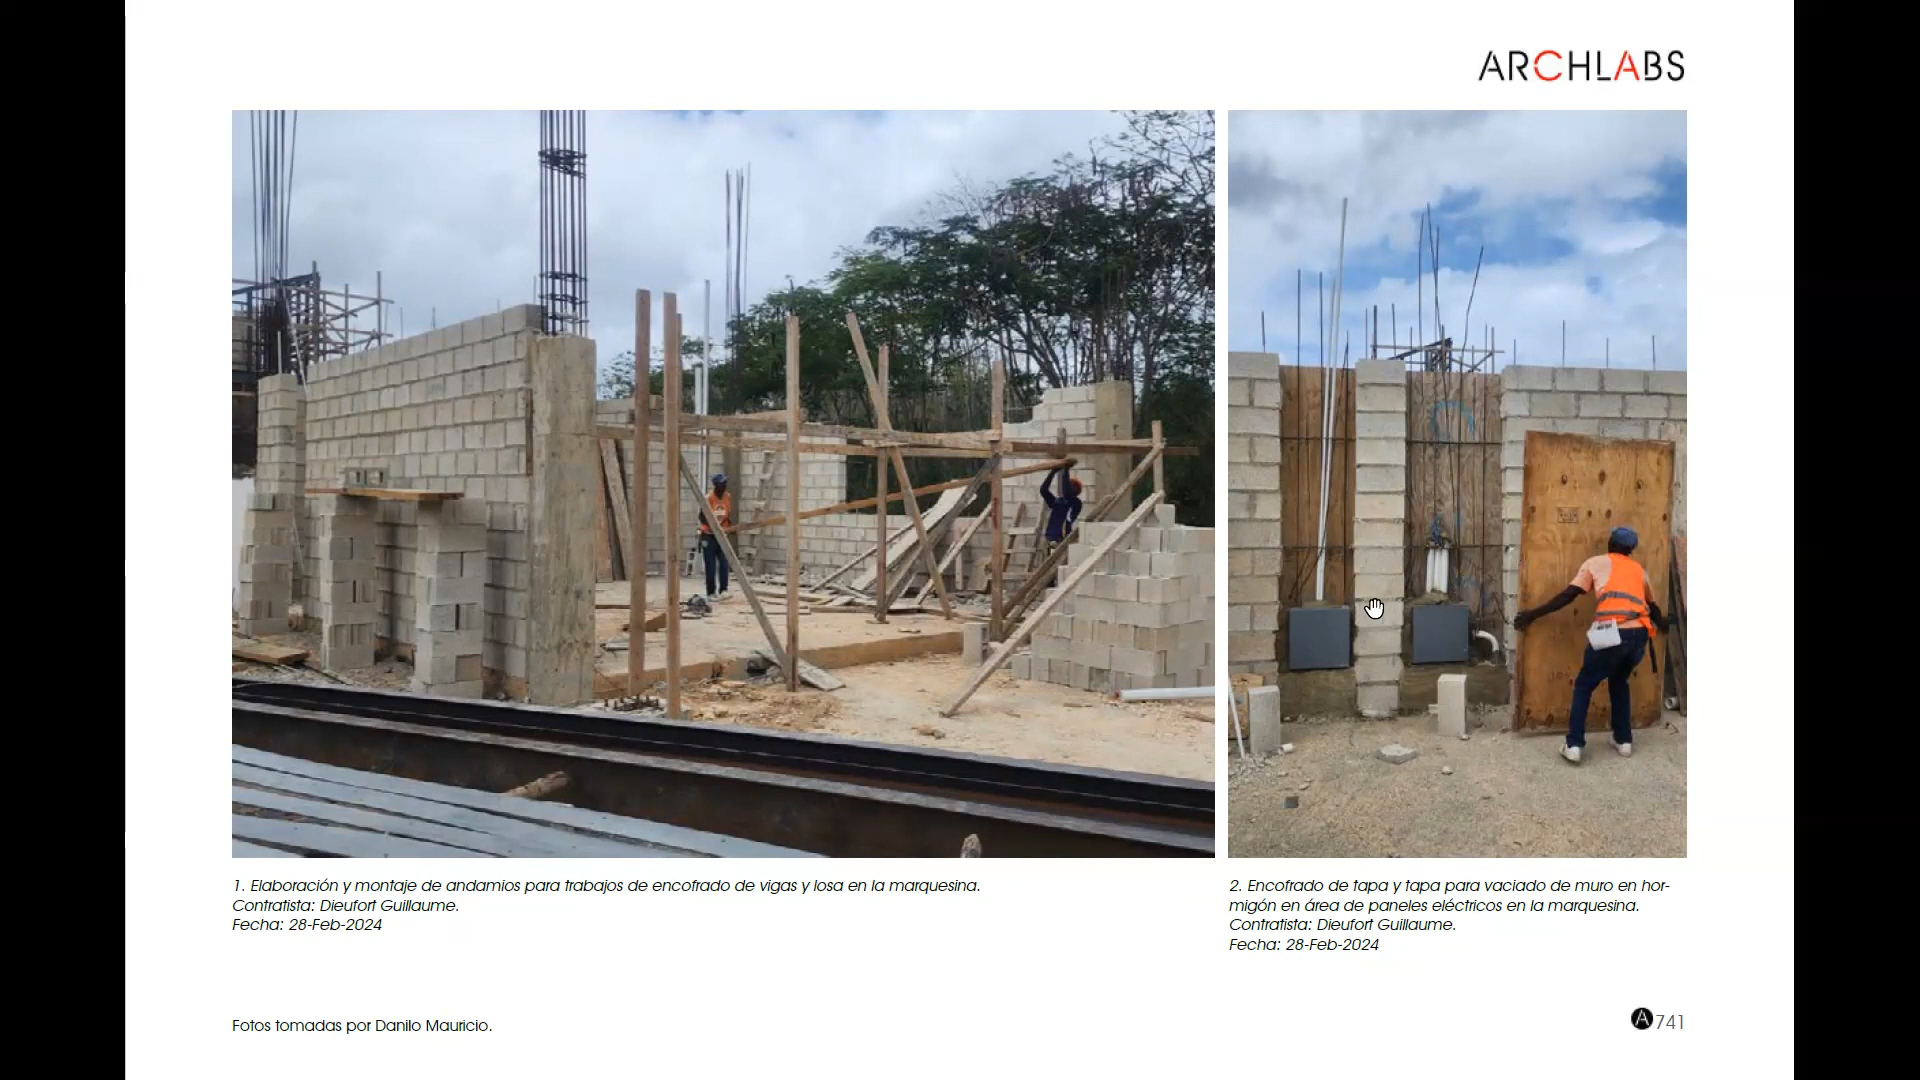 ARCHLABS
1. Elaboración y montaje de andamios para trabajos de encofrado de vigas y losa en la marquesina.
Contratista: Dieufort Guillaume.
Fecha: 28-Feb-2024
2. Encofrado de tapa y tapa para vaciado de muro en hor-
migón en área de paneles eléctricos en la marquesina.
Contratista: Dieufort Guillaume.
Fecha: 28-Feb-2024
Fotos tomadas por Danilo Mauricio.
A 741